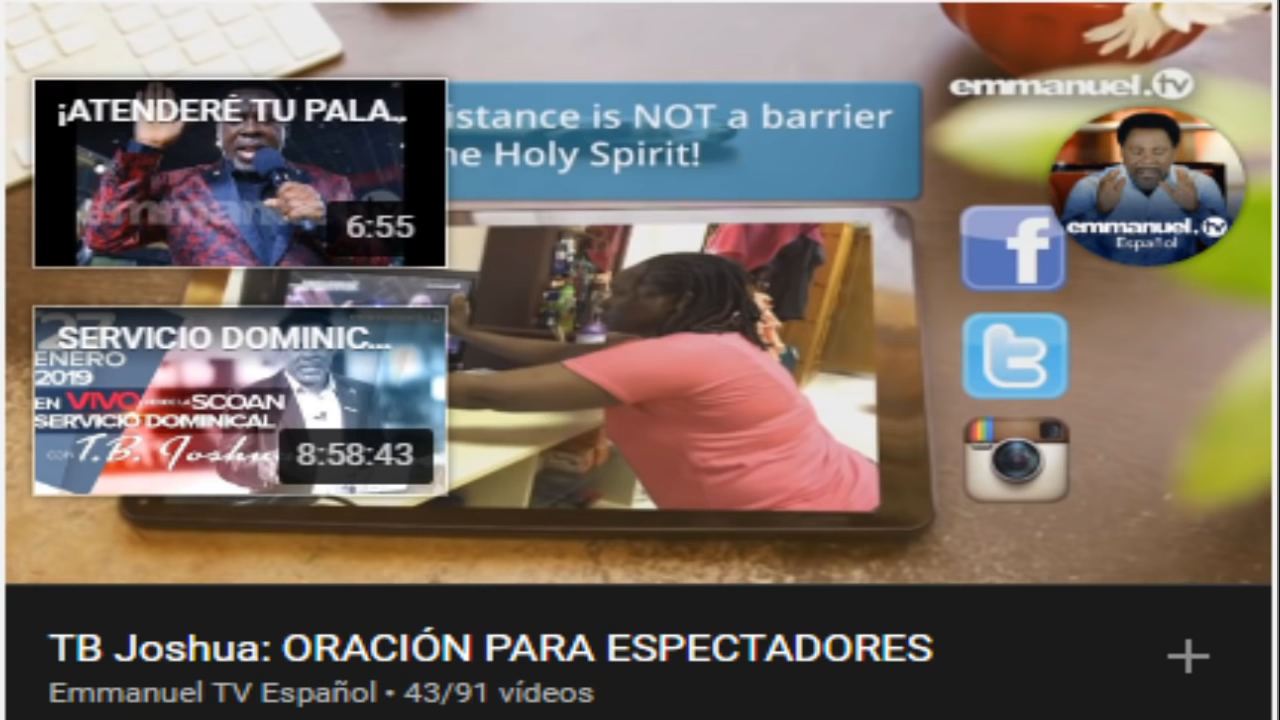 ¡ATENDERÉ TU PALA...
6:55
istance is NOT a barrier
he Holy Spirit!
emmanuel.tv
emmanuel.tv
Español
f
t
27
SERVICIO DOMINIC...
ENERO
2019
EN VIVO SCOAN
SERVICIO DOMINICAL
CON T.B. Joshua
8:58:43
TB Joshua: ORACIÓN PARA ESPECTADORES
Emmanuel TV Español • 43/91 vídeos